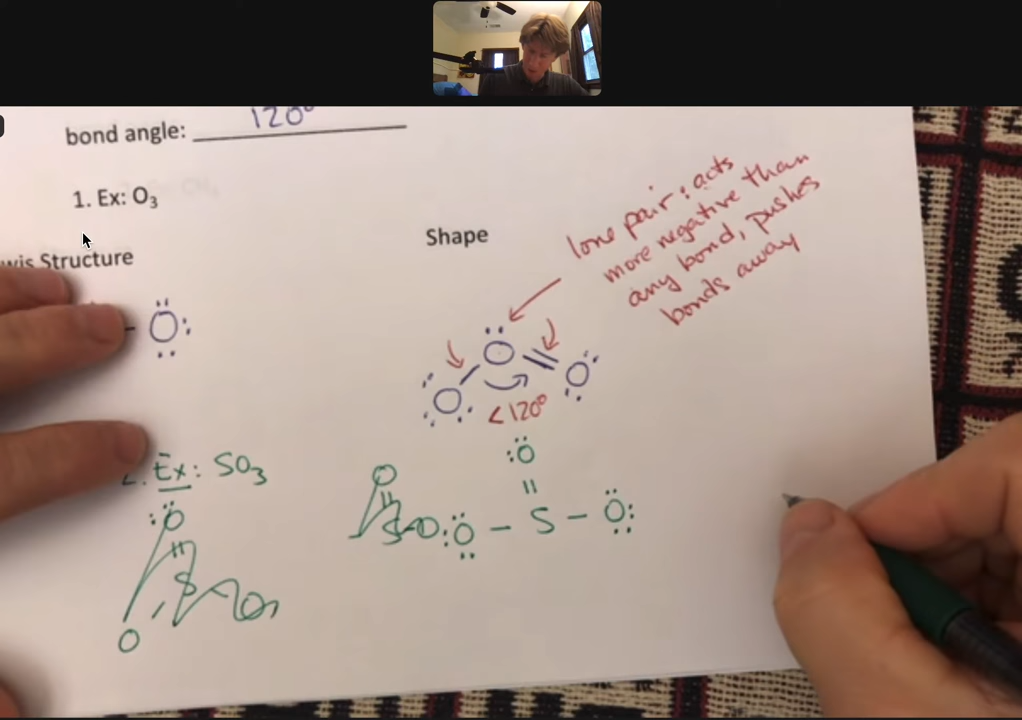 bond angle: 120°
1. Ex: O₃
wis Structure
Shape
lone pair: acts
more negative than
any bond, pushes
bonds away
- Ö:
Ö
O = O
<120°
2. Ex: SO₃
:Ö
=
S
O
O
=
S-O
:Ö
=
:Ö - S - Ö: